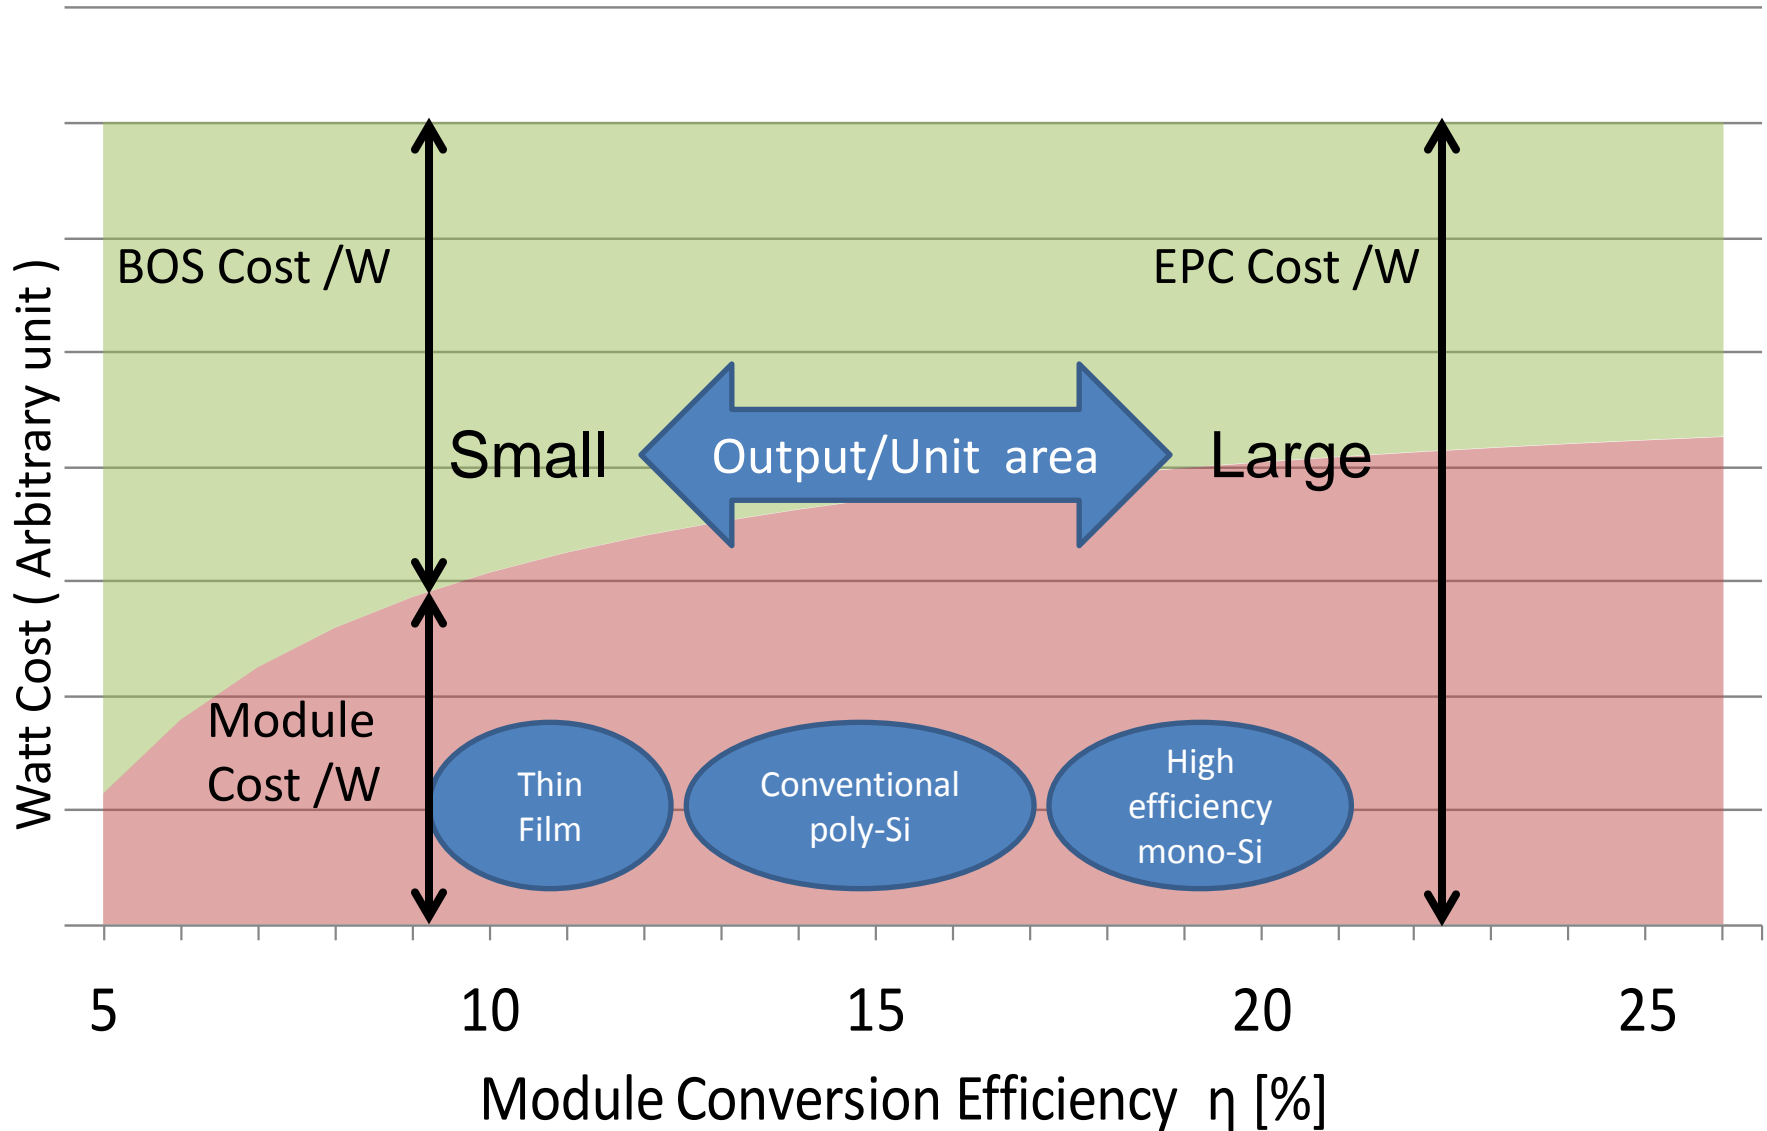 Watt Cost ( Arbitrary unit )
BOS Cost /W
EPC Cost /W
Small
Output/Unit area
Large
Module
Cost /W
Thin
Film
Conventional
poly-Si
High
efficiency
mono-Si
5 10 15 20 25
Module Conversion Efficiency η [%]